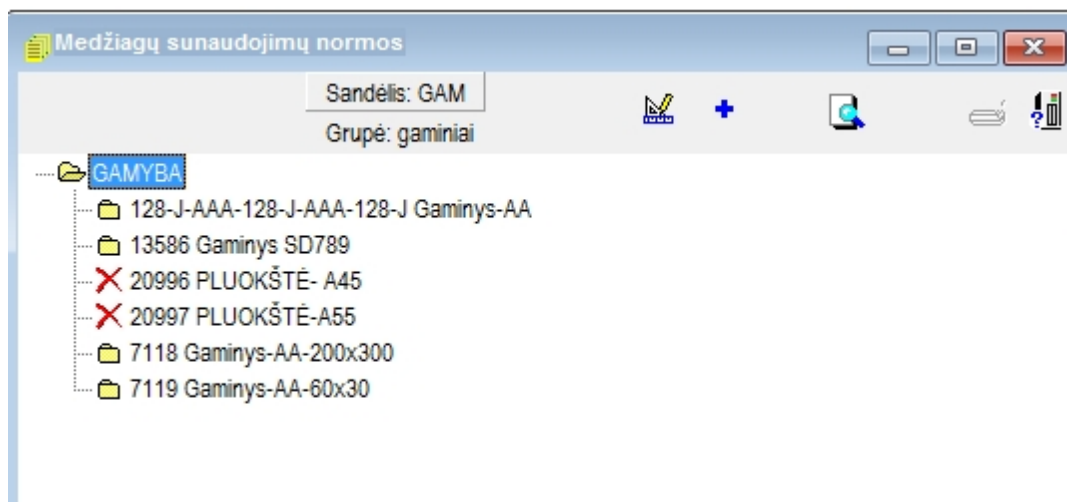 Medžiagų sunaudojimų normos
Sandėlis: GAM
Grupė: gaminiai
GAMYBA
128-J-AAA-128-J-AAA-128-J Gaminys-AA
13586 Gaminys SD789
20996 PLUOKŠTĖ- A45
20997 PLUOKŠTĖ-A55
7118 Gaminys-AA-200x300
7119 Gaminys-AA-60x30